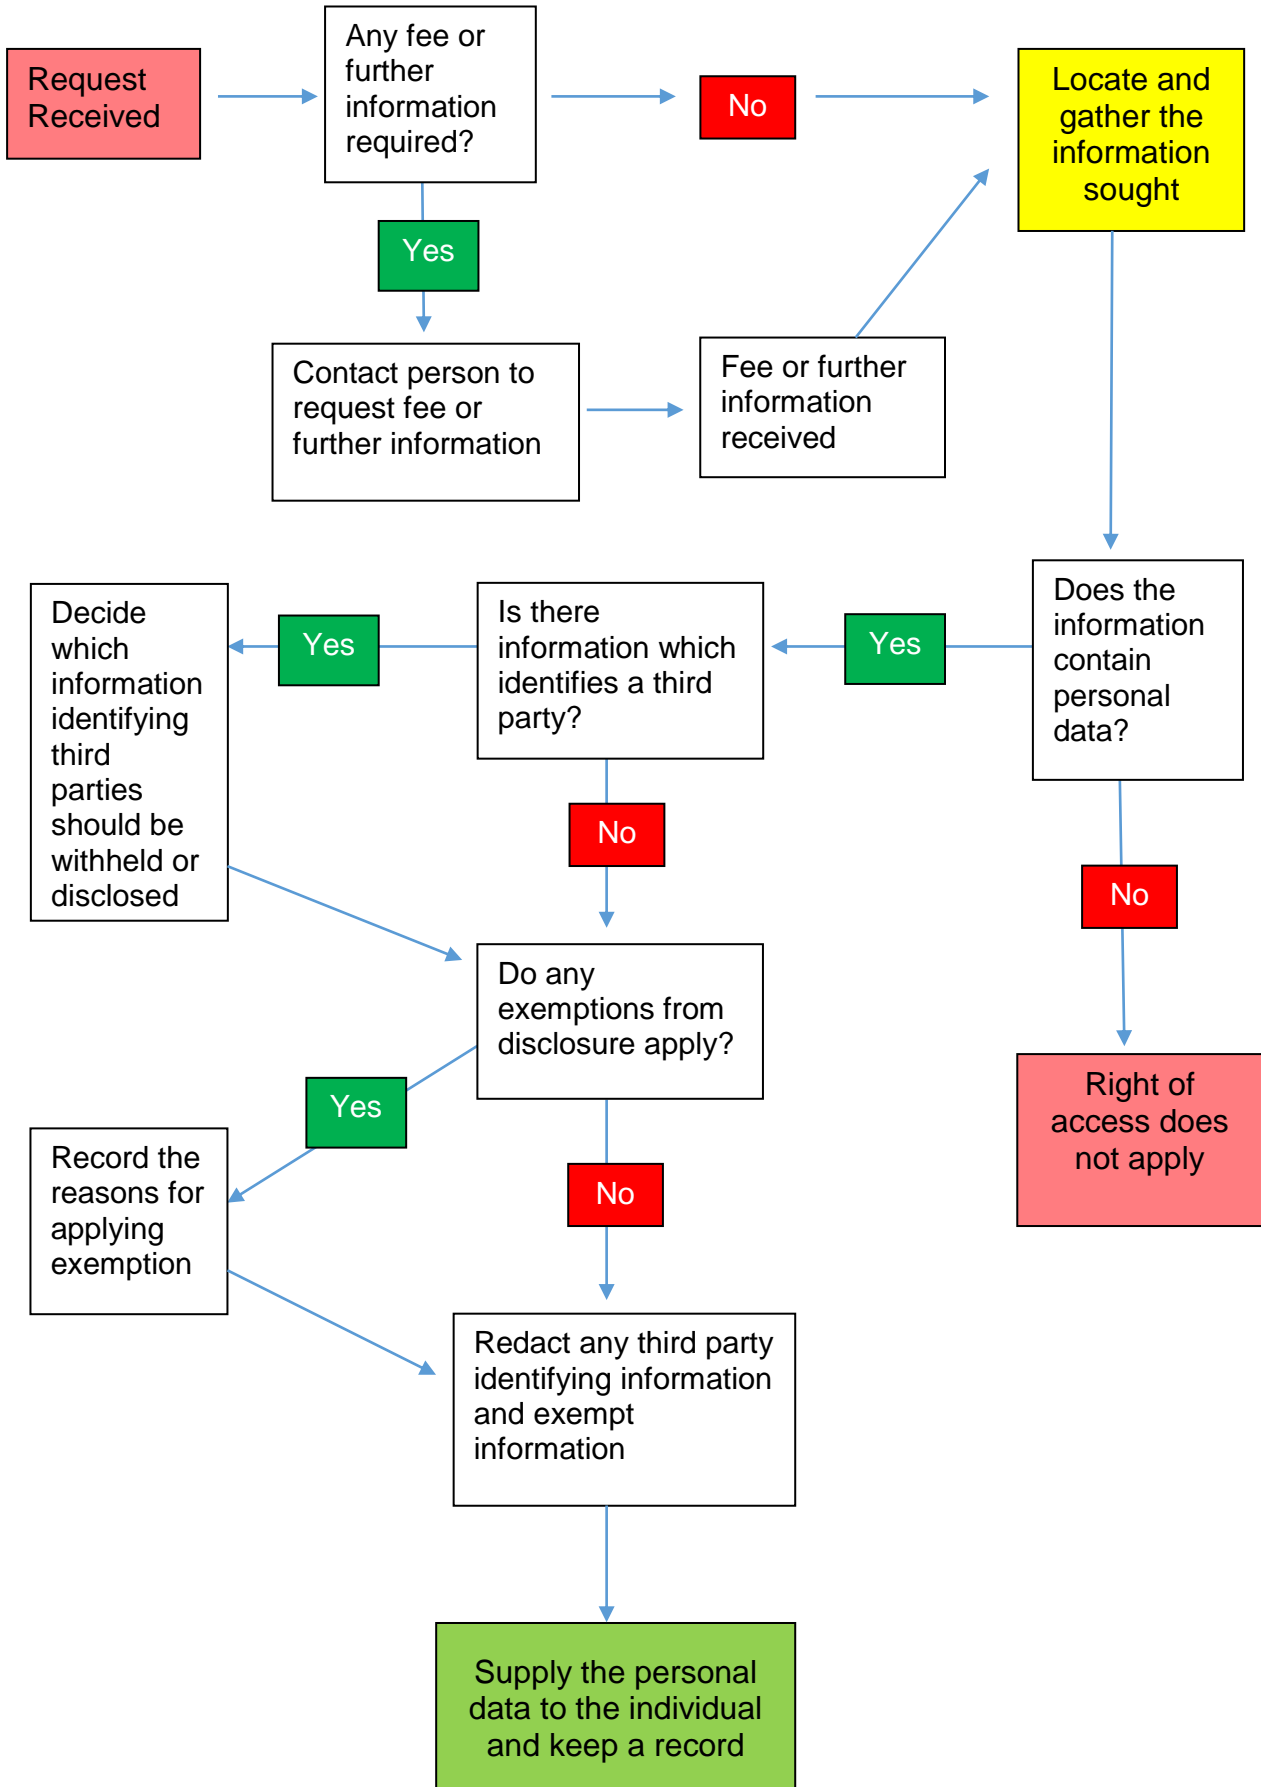 Request
Received
Any fee or
further
information
required?
No
Locate and
gather the
information
sought
Yes
Contact person to
request fee or
further information
Fee or further
information
received
Does the
information
contain
personal
data?
Yes
Is there
information which
identifies a third
party?
Yes
Decide
which
information
identifying
third
parties
should be
withheld or
disclosed
No
No
Right of
access does
not apply
Do any
exemptions from
disclosure apply?
Yes
Record the
reasons for
applying
exemption
No
Redact any third party
identifying information
and exempt
information
Supply the personal
data to the individual
and keep a record